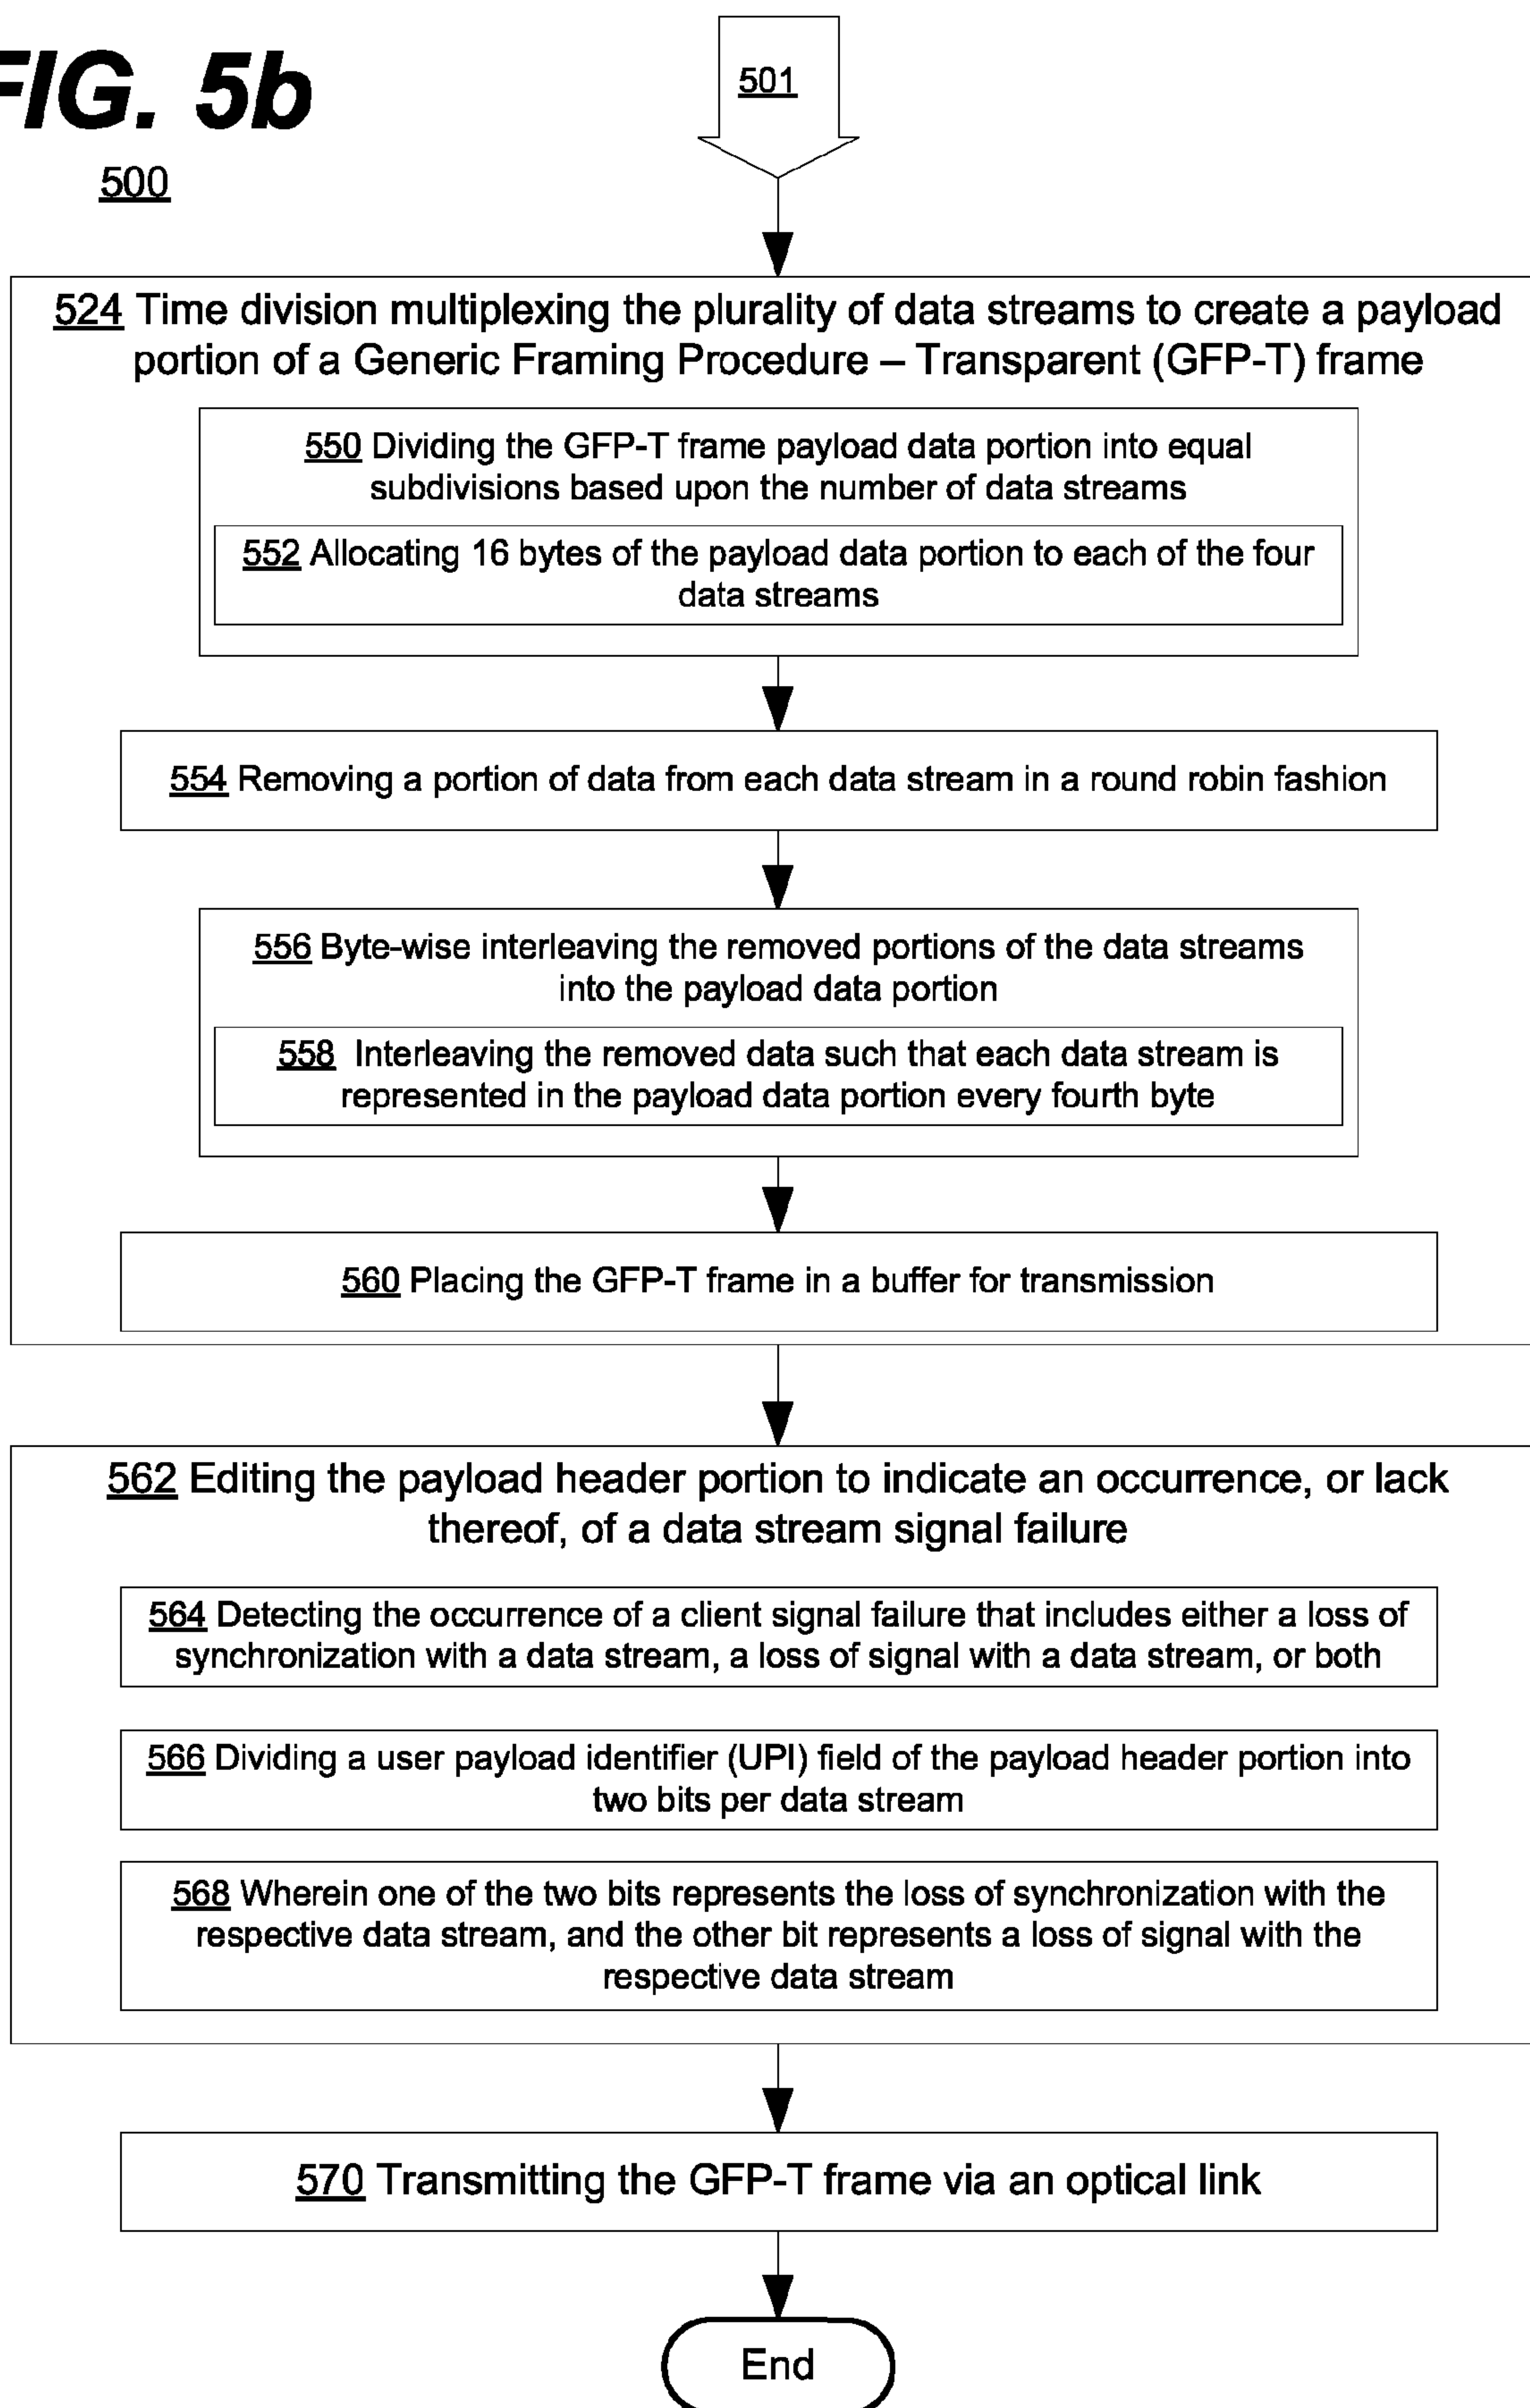 FIG. 5b
500
501
524 Time division multiplexing the plurality of data streams to create a payload
portion of a Generic Framing Procedure – Transparent (GFP-T) frame
550 Dividing the GFP-T frame payload data portion into equal
subdivisions based upon the number of data streams
552 Allocating 16 bytes of the payload data portion to each of the four
data streams
554 Removing a portion of data from each data stream in a round robin fashion
556 Byte-wise interleaving the removed portions of the data streams
into the payload data portion
558 Interleaving the removed data such that each data stream is
represented in the payload data portion every fourth byte
560 Placing the GFP-T frame in a buffer for transmission
562 Editing the payload header portion to indicate an occurrence, or lack
thereof, of a data stream signal failure
564 Detecting the occurrence of a client signal failure that includes either a loss of
synchronization with a data stream, a loss of signal with a data stream, or both
566 Dividing a user payload identifier (UPI) field of the payload header portion into
two bits per data stream
568 Wherein one of the two bits represents the loss of synchronization with the
respective data stream, and the other bit represents a loss of signal with the
respective data stream
570 Transmitting the GFP-T frame via an optical link
End